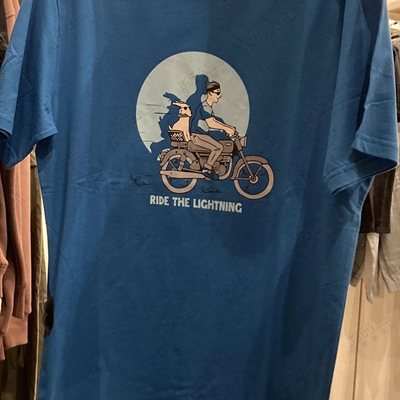 RIDE THE LIGHTNING